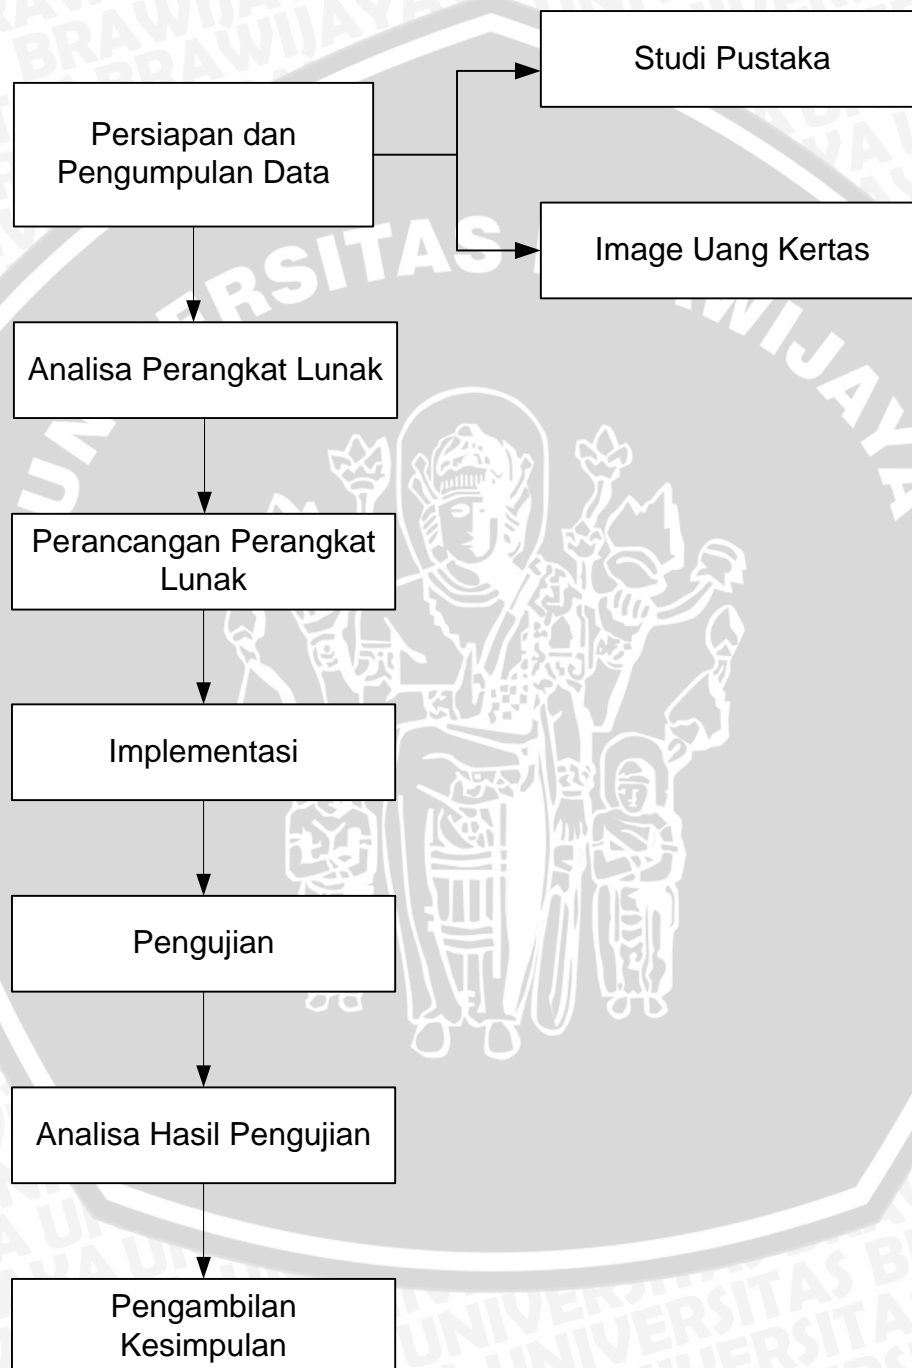 Studi Pustaka
Persiapan dan
Pengumpulan Data
Image Uang Kertas
Analisa Perangkat Lunak
Perancangan Perangkat
Lunak
Implementasi
Pengujian
Analisa Hasil Pengujian
Pengambilan
Kesimpulan